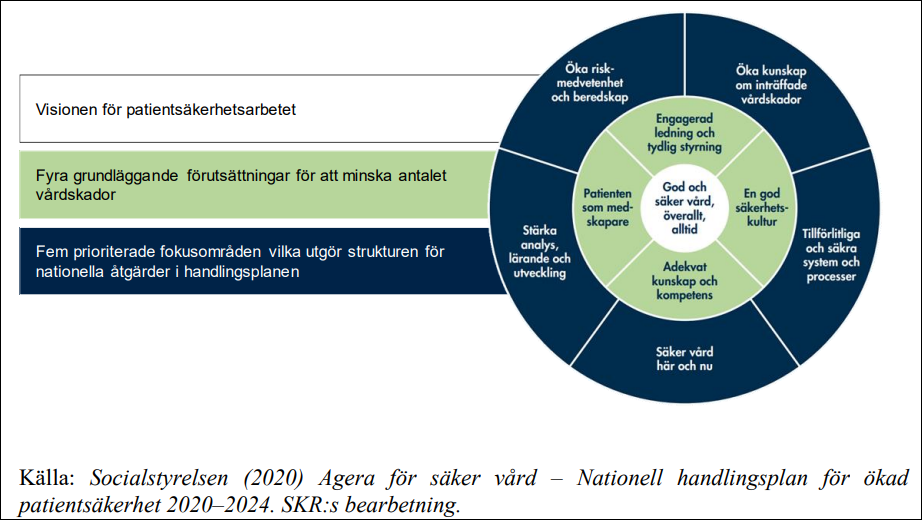 Visionen för patientsäkerhetsarbetet
Fyra grundläggande förutsättningar för att minska antalet
vårdskador
Fem prioriterade fokusområden vilka utgör strukturen för
nationella åtgärder i handlingsplanen
Öka risk-
medvetenhet
och beredskap
Öka kunskap
om inträffade
vårdskador
Tillförlitliga
och säkra
system och
processer
Säker vård
här och nu
Stärka
analys,
lärande och
utveckling
Engagerad
ledning och
tydlig styrning
En god
säkerhets-
kultur
Adekvat
kunskap och
kompetens
Patienten
som med-
skapare
God och
säker vård,
överallt,
alltid
Källa: Socialstyrelsen (2020) Agera för säker vård – Nationell handlingsplan för ökad
patientsäkerhet 2020–2024. SKR:s bearbetning.